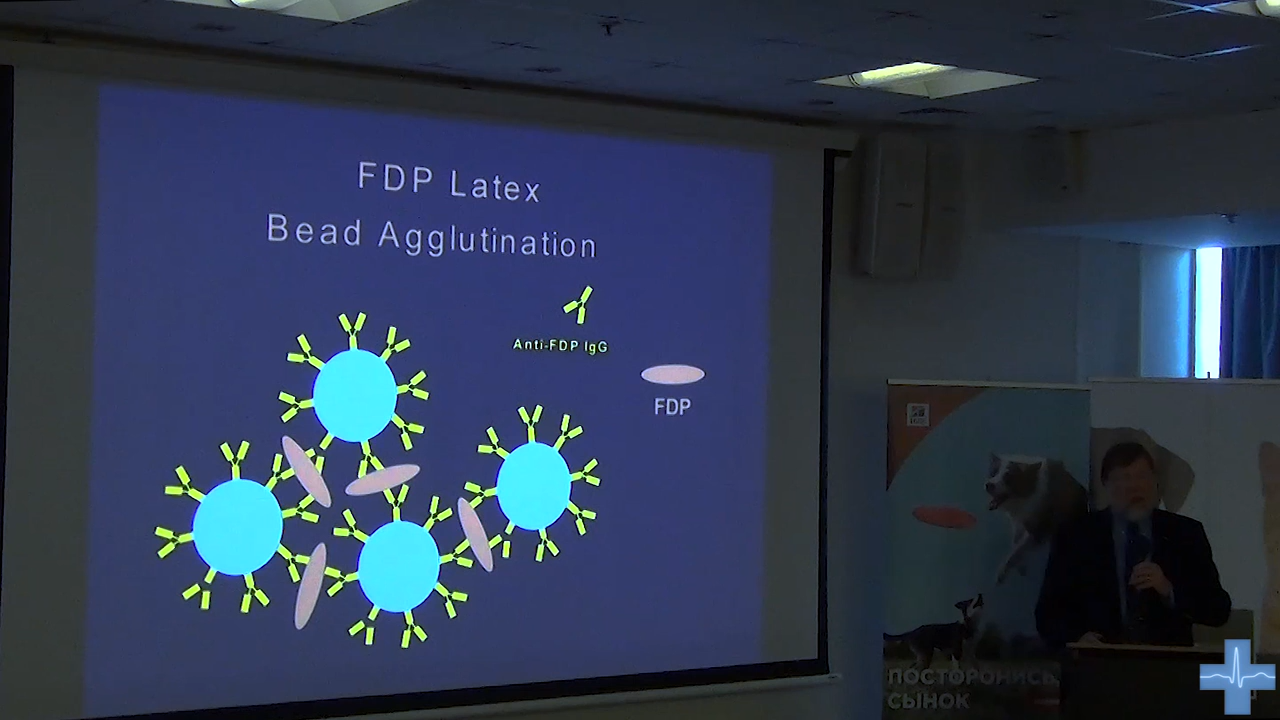 FDP Latex
Bead Agglutination
Anti-FDP IgG
FDP
ПОСТОРОНИСЬ,
СЫНОК